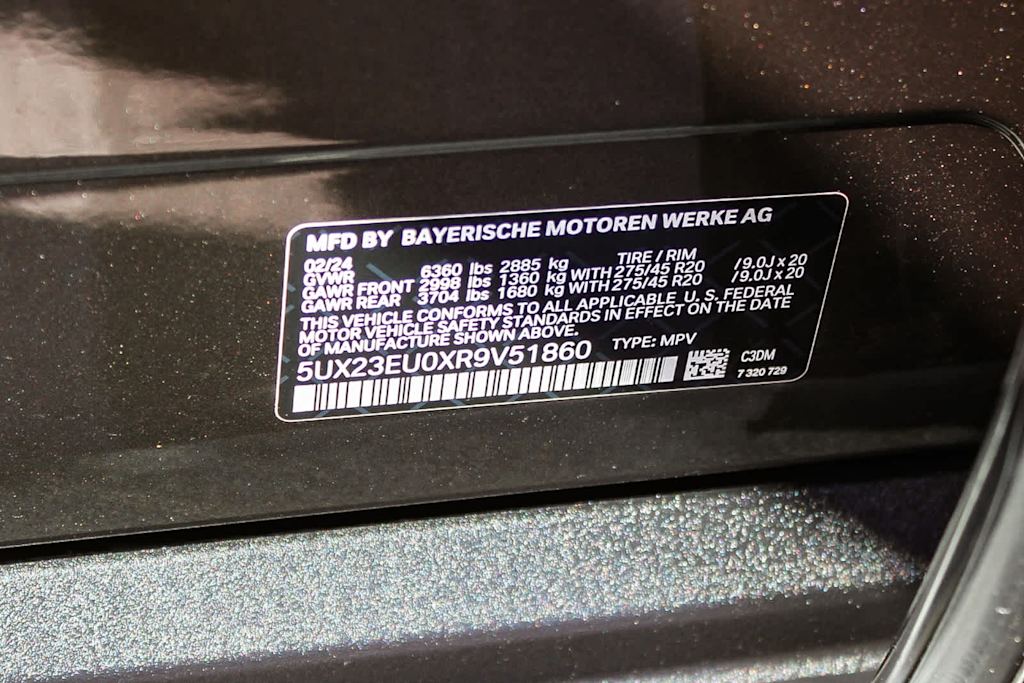 MFD BY BAYERISCHE MOTOREN WERKE AG
02/24 TIRE / RIM
GVWR 6360 lbs 2885 kg
GAWR FRONT 2998 lbs 1360 kg WITH 275/45 R20 /9.0J x 20
GAWR REAR 3704 lbs 1680 kg WITH 275/45 R20 /9.0J x 20
THIS VEHICLE CONFORMS TO ALL APPLICABLE U. S. FEDERAL
MOTOR VEHICLE SAFETY STANDARDS IN EFFECT ON THE DATE
OF MANUFACTURE SHOWN ABOVE.
5UX23EU0XR9V51860 TYPE: MPV
C3DM
7 320 729